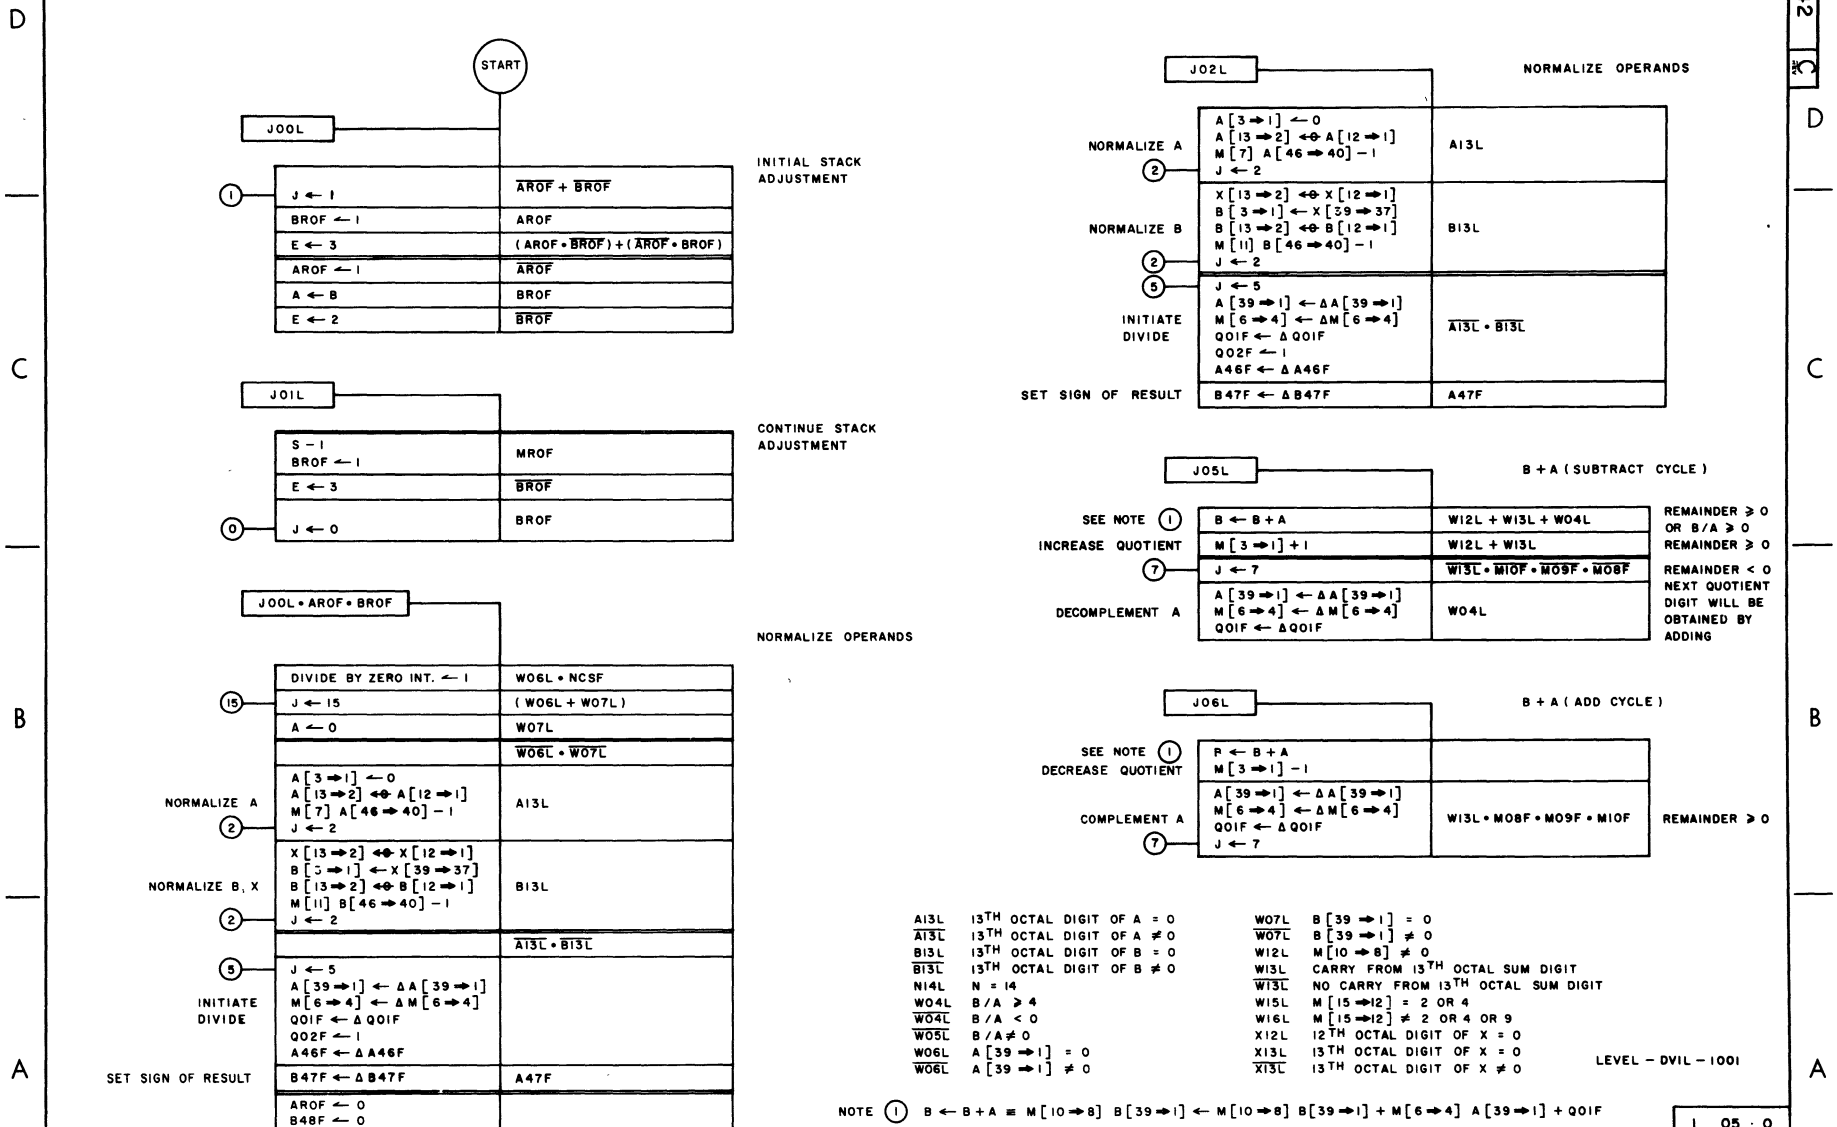 D
START
J00L
INITIAL STACK
ADJUSTMENT
1
J ← 1
AROF + BROF
BROF ← 1
AROF
E ← 3
(AROF • BROF) + (AROF • BROF)
AROF ← 1
AROF
A ← B
BROF
E ← 2
BROF
C
J01L
CONTINUE STACK
ADJUSTMENT
S - 1
BROF ← 1
MROF
E ← 3
BROF
0
J ← 0
BROF
J00L • AROF • BROF
NORMALIZE OPERANDS
DIVIDE BY ZERO INT. ← 1
W06L • NCSF
15
J ← 15
(W06L + W07L)
A ← 0
W07L
W06L • W07L
B
NORMALIZE A
2
A [3 ➔ 1] ← 0
A [13 ➔ 2] ↔ A [12 ➔ 1]
M [7] A [46 ➔ 40] - 1
J ← 2
A13L
NORMALIZE B, X
2
X [13 ➔ 2] ↔ X [12 ➔ 1]
B [3 ➔ 1] ← X [39 ➔ 37]
B [13 ➔ 2] ↔ B [12 ➔ 1]
M [11] B [46 ➔ 40] - 1
J ← 2
B13L
A13L • B13L
5
INITIATE
DIVIDE
J ← 5
A [39 ➔ 1] ← Δ A [39 ➔ 1]
M [6 ➔ 4] ← Δ M [6 ➔ 4]
Q01F ← Δ Q01F
Q02F ← 1
A46F ← Δ A46F
A
SET SIGN OF RESULT
B47F ← Δ B47F
A47F
AROF ← 0
B48F ← 0
2
C
D
J02L
NORMALIZE OPERANDS
NORMALIZE A
2
A [3 ➔ 1] ← 0
A [13 ➔ 2] ↔ A [12 ➔ 1]
M [7] A [46 ➔ 40] - 1
J ← 2
A13L
NORMALIZE B
2
X [13 ➔ 2] ↔ X [12 ➔ 1]
B [3 ➔ 1] ← X [39 ➔ 37]
B [13 ➔ 2] ↔ B [12 ➔ 1]
M [11] B [46 ➔ 40] - 1
J ← 2
B13L
5
INITIATE
DIVIDE
J ← 5
A [39 ➔ 1] ← Δ A [39 ➔ 1]
M [6 ➔ 4] ← Δ M [6 ➔ 4]
Q01F ← Δ Q01F
Q02F ← 1
A46F ← Δ A46F
A13L • B13L
SET SIGN OF RESULT
B47F ← Δ B47F
A47F
C
J05L
B + A (SUBTRACT CYCLE)
SEE NOTE 1
B ← B + A
W12L + W13L + W04L
REMAINDER ⩾ 0
OR B/A ⩾ 0
INCREASE QUOTIENT
M [3 ➔ 1] + 1
W12L + W13L
REMAINDER ⩾ 0
7
J ← 7
W13L • M10F • M09F • M08F
REMAINDER < 0
NEXT QUOTIENT
DIGIT WILL BE
OBTAINED BY
ADDING
DECOMPLEMENT A
A [39 ➔ 1] ← Δ A [39 ➔ 1]
M [6 ➔ 4] ← Δ M [6 ➔ 4]
Q01F ← Δ Q01F
W04L
J06L
B + A (ADD CYCLE)
B
SEE NOTE 1
DECREASE QUOTIENT
B ← B + A
M [3 ➔ 1] - 1
COMPLEMENT A
7
A [39 ➔ 1] ← Δ A [39 ➔ 1]
M [6 ➔ 4] ← Δ M [6 ➔ 4]
Q01F ← Δ Q01F
J ← 7
W13L • M08F • M09F • M10F
REMAINDER ⩾ 0
A13L 13TH OCTAL DIGIT OF A = 0
A13L 13TH OCTAL DIGIT OF A ≠ 0
B13L 13TH OCTAL DIGIT OF B = 0
B13L 13TH OCTAL DIGIT OF B ≠ 0
N14L N = 14
W04L B/A ⩾ 4
W04L B/A < 0
W05L B/A ≠ 0
W06L A [39 ➔ 1] = 0
W06L A [39 ➔ 1] ≠ 0
W07L B [39 ➔ 1] = 0
W07L B [39 ➔ 1] ≠ 0
W12L M [10 ➔ 8] ≠ 0
W13L CARRY FROM 13TH OCTAL SUM DIGIT
W13L NO CARRY FROM 13TH OCTAL SUM DIGIT
W15L M [15 ➔ 12] = 2 OR 4
W16L M [15 ➔ 12] ≠ 2 OR 4 OR 9
X12L 12TH OCTAL DIGIT OF X = 0
X13L 13TH OCTAL DIGIT OF X = 0
X13L 13TH OCTAL DIGIT OF X ≠ 0
LEVEL - DVIL - 1001
A
NOTE 1 B ← B + A ≡ M [10 ➔ 8] B [39 ➔ 1] ← M [10 ➔ 8] B [39 ➔ 1] + M [6 ➔ 4] A [39 ➔ 1] + Q01F
1 05 · 0